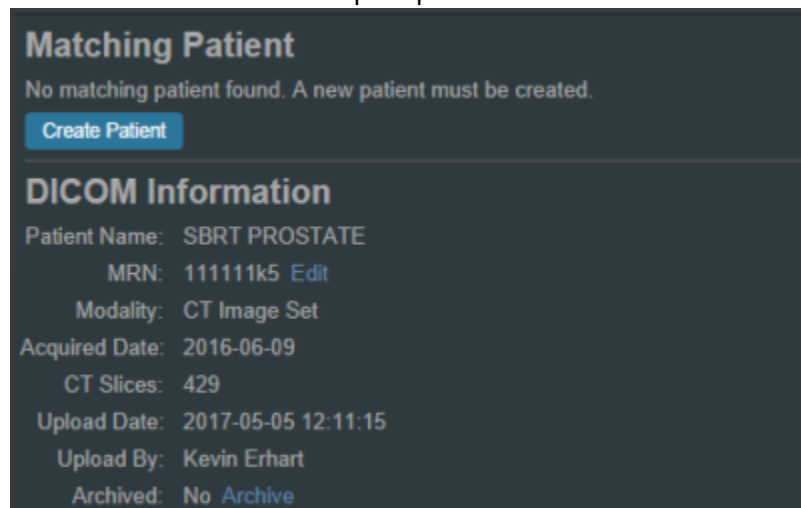 Matching Patient
No matching patient found. A new patient must be created.
Create Patient
DICOM Information
Patient Name: SBRT PROSTATE
MRN: 111111k5 Edit
Modality: CT Image Set
Acquired Date: 2016-06-09
CT Slices: 429
Upload Date: 2017-05-05 12:11:15
Upload By: Kevin Erhart
Archived: No Archive